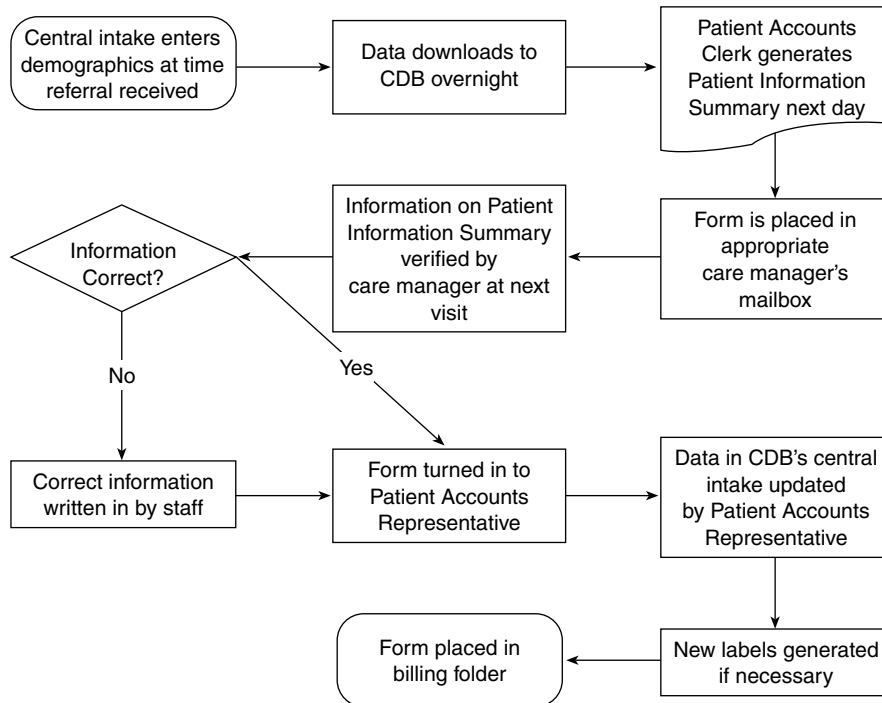 Central intake enters
demographics at time
referral received
Data downloads to
CDB overnight
Patient Accounts
Clerk generates
Patient Information
Summary next day
Form is placed in
appropriate
care manager's
mailbox
Information on Patient
Information Summary
verified by
care manager at next
visit
Information
Correct?
No
Yes
Correct information
written in by staff
Form turned in to
Patient Accounts
Representative
Data in CDB's central
intake updated
by Patient Accounts
Representative
New labels generated
if necessary
Form placed in
billing folder